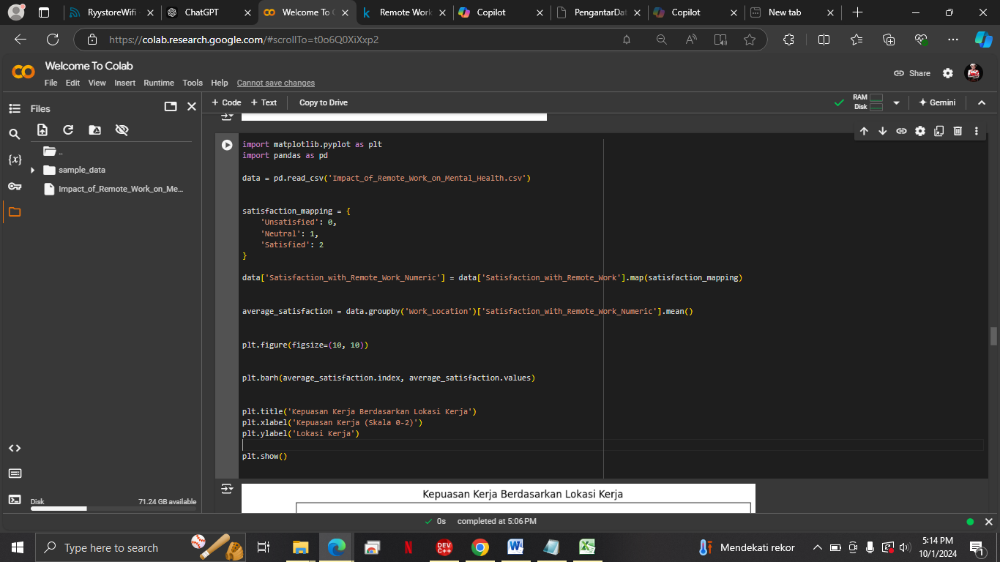 RyystoreWifi -
ChatGPT
Welcome To C
Remote Work
Copilot
PengantarDat
Copilot
New tab
https://colab.research.google.com/#scrollTo=t0o6Q0XiXxp2
Welcome To Colab
File Edit View Insert Runtime Tools Help Cannot save changes
Share
Files
+ Code + Text Copy to Drive
RAM
Disk
Gemini
..
sample_data
Impact_of_Remote_Work_on_Me...
{x}
import matplotlib.pyplot as plt
import pandas as pd
data = pd.read_csv('Impact_of_Remote_Work_on_Mental_Health.csv')
satisfaction_mapping = {
'Unsatisfied': 0,
'Neutral': 1,
'Satisfied': 2
}
data['Satisfaction_with_Remote_Work_Numeric'] = data['Satisfaction_with_Remote_Work'].map(satisfaction_mapping)
average_satisfaction = data.groupby('Work_Location')['Satisfaction_with_Remote_Work_Numeric'].mean()
plt.figure(figsize=(10, 10))
plt.barh(average_satisfaction.index, average_satisfaction.values)
plt.title('Kepuasan Kerja Berdasarkan Lokasi Kerja')
plt.xlabel('Kepuasan Kerja (Skala 0-2)')
plt.ylabel('Lokasi Kerja')
plt.show()
Kepuasan Kerja Berdasarkan Lokasi Kerja
Disk 71.24 GB available
0s completed at 5:06 PM
Type here to search
DEV C++
Mendekati rekor
5:14 PM
10/1/2024
1